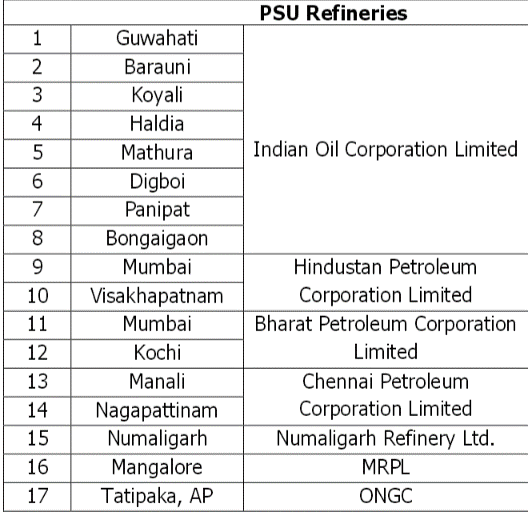 PSU Refineries
1 Guwahati
2 Barauni
3 Koyali
4 Haldia
5 Mathura Indian Oil Corporation Limited
6 Digboi
7 Panipat
8 Bongaigaon
9 Mumbai Hindustan Petroleum
10 Visakhapatnam Corporation Limited
11 Mumbai Bharat Petroleum Corporation
12 Kochi Limited
13 Manali Chennai Petroleum
14 Nagapattinam Corporation Limited
15 Numaligarh Numaligarh Refinery Ltd.
16 Mangalore MRPL
17 Tatipaka, AP ONGC